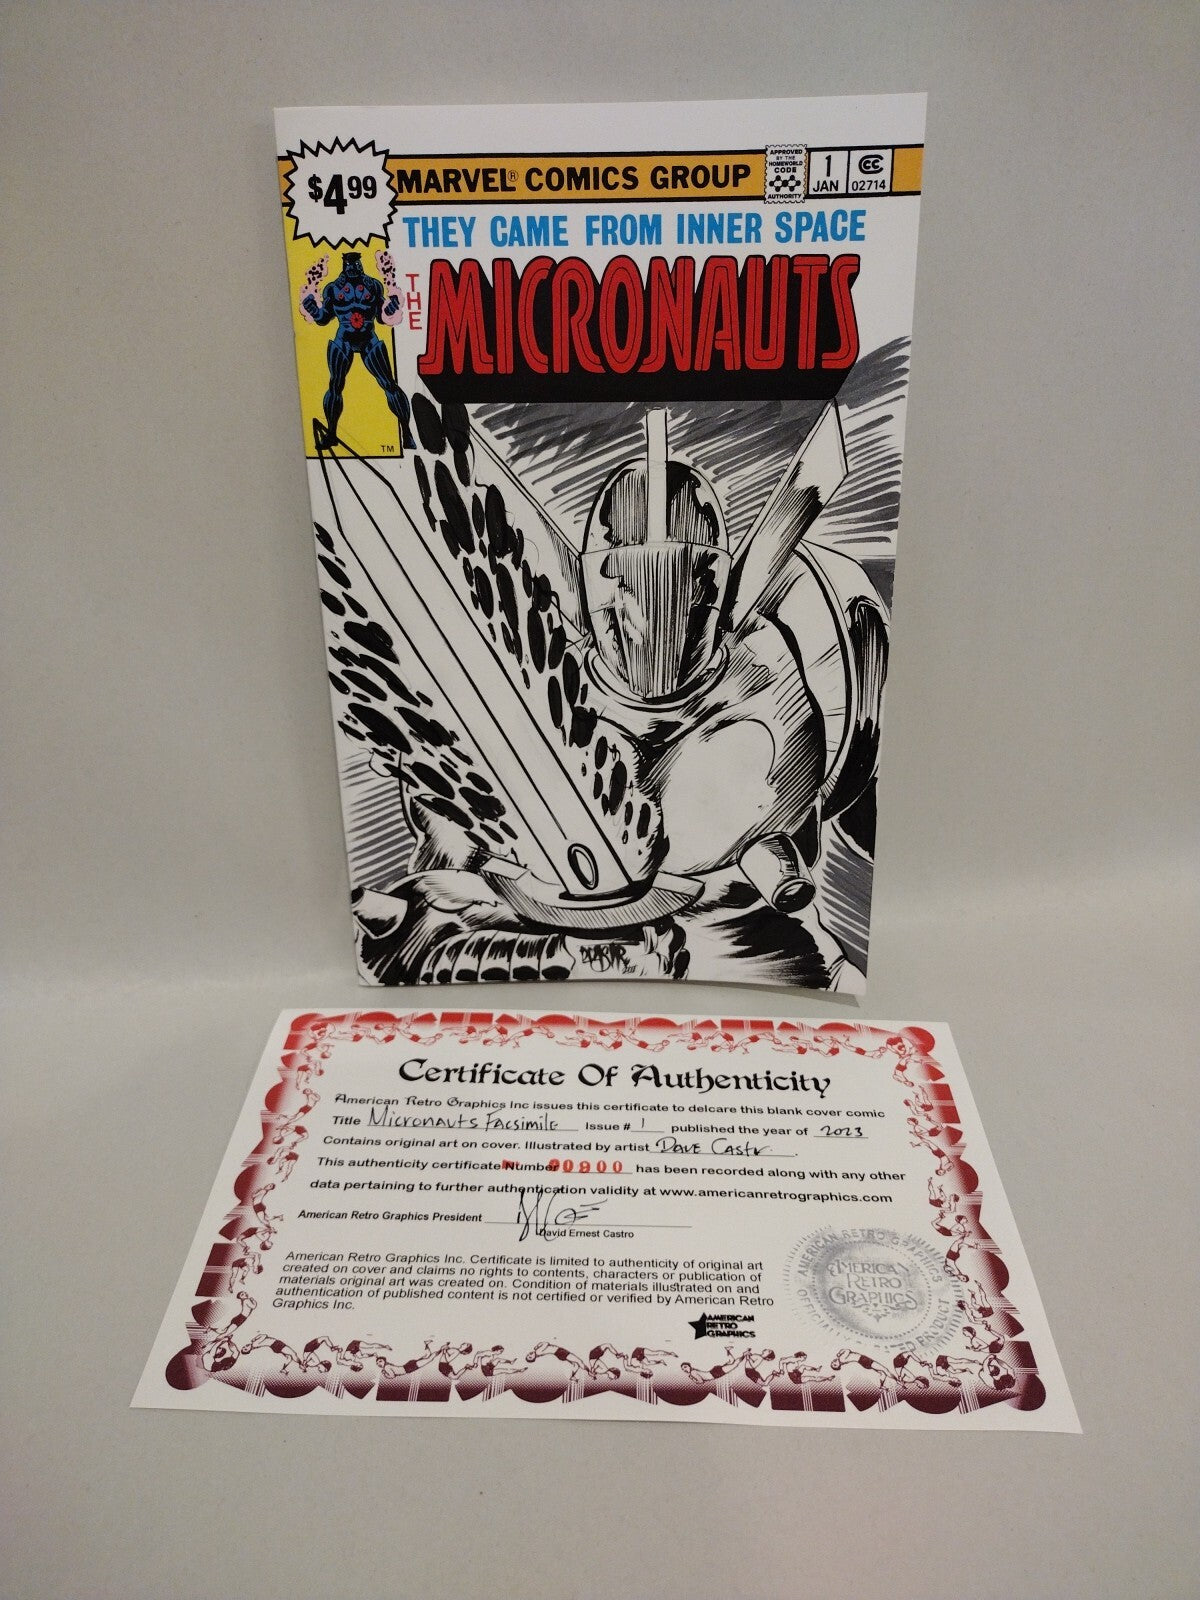 $4.99
MARVEL® COMICS GROUP
APPROVED
BY THE
HOMEWORLD
CODE
AUTHORITY
1
JAN
CC
02714
THEY CAME FROM INNER SPACE
THE
MICRONAUTS
TM
Certificate Of Authenticity
American Retro Graphics Inc issues this certificate to delcare this blank cover comic
Title Micronauts Facsimile Issue # 1 published the year of 2023
Contains original art on cover. Illustrated by artist Dave Castr.
This authenticity certificate Number 00900 has been recorded along with any other
data pertaining to further authentication validity at www.americanretrographics.com
American Retro Graphics President
David Ernest Castro
American Retro Graphics Inc. Certificate is limited to authenticity of original art
created on cover and claims no rights to contents, characters or publication of
materials original art was created on. Condition of materials illustrated on and
authentication of published content is not certified or verified by American Retro
Graphics Inc.
AMERICAN
RETRO
GRAPHICS
AMERICAN RETRO GRAPHICS
AMERICAN
RETRO
GRAPHICS